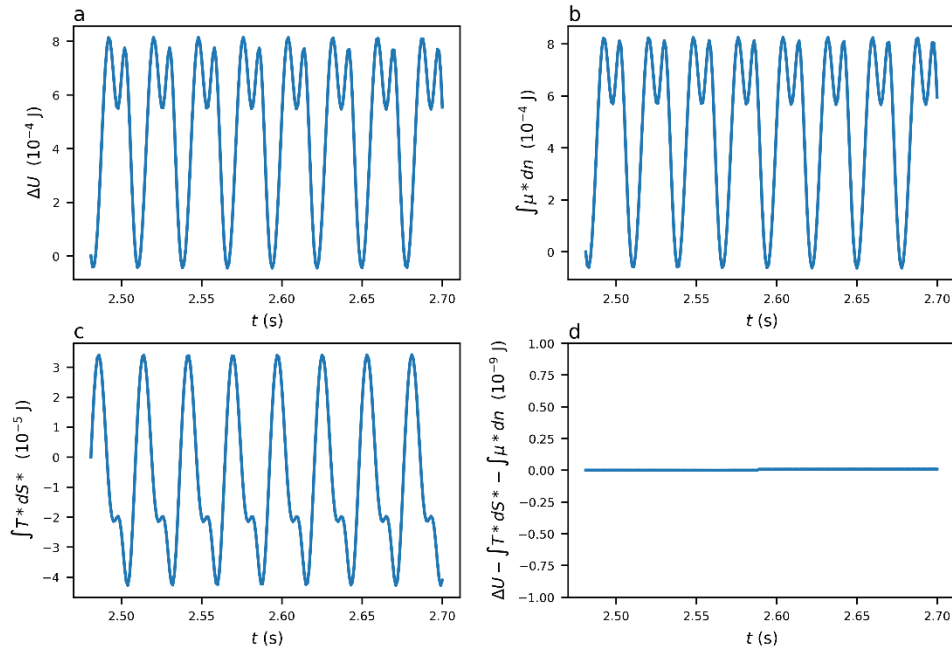 a
ΔU (10⁻⁴ J)
8
6
4
2
0
2.50 2.55 2.60 2.65 2.70
t (s)
b
∫μ*dn (10⁻⁴ J)
8
6
4
2
0
2.50 2.55 2.60 2.65 2.70
t (s)
c
∫T*dS* (10⁻⁵ J)
3
2
1
0
−1
−2
−3
−4
2.50 2.55 2.60 2.65 2.70
t (s)
d
ΔU − ∫T*dS* − ∫μ*dn (10⁻⁹ J)
1.00
0.75
0.50
0.25
0.00
−0.25
−0.50
−0.75
−1.00
2.50 2.55 2.60 2.65 2.70
t (s)